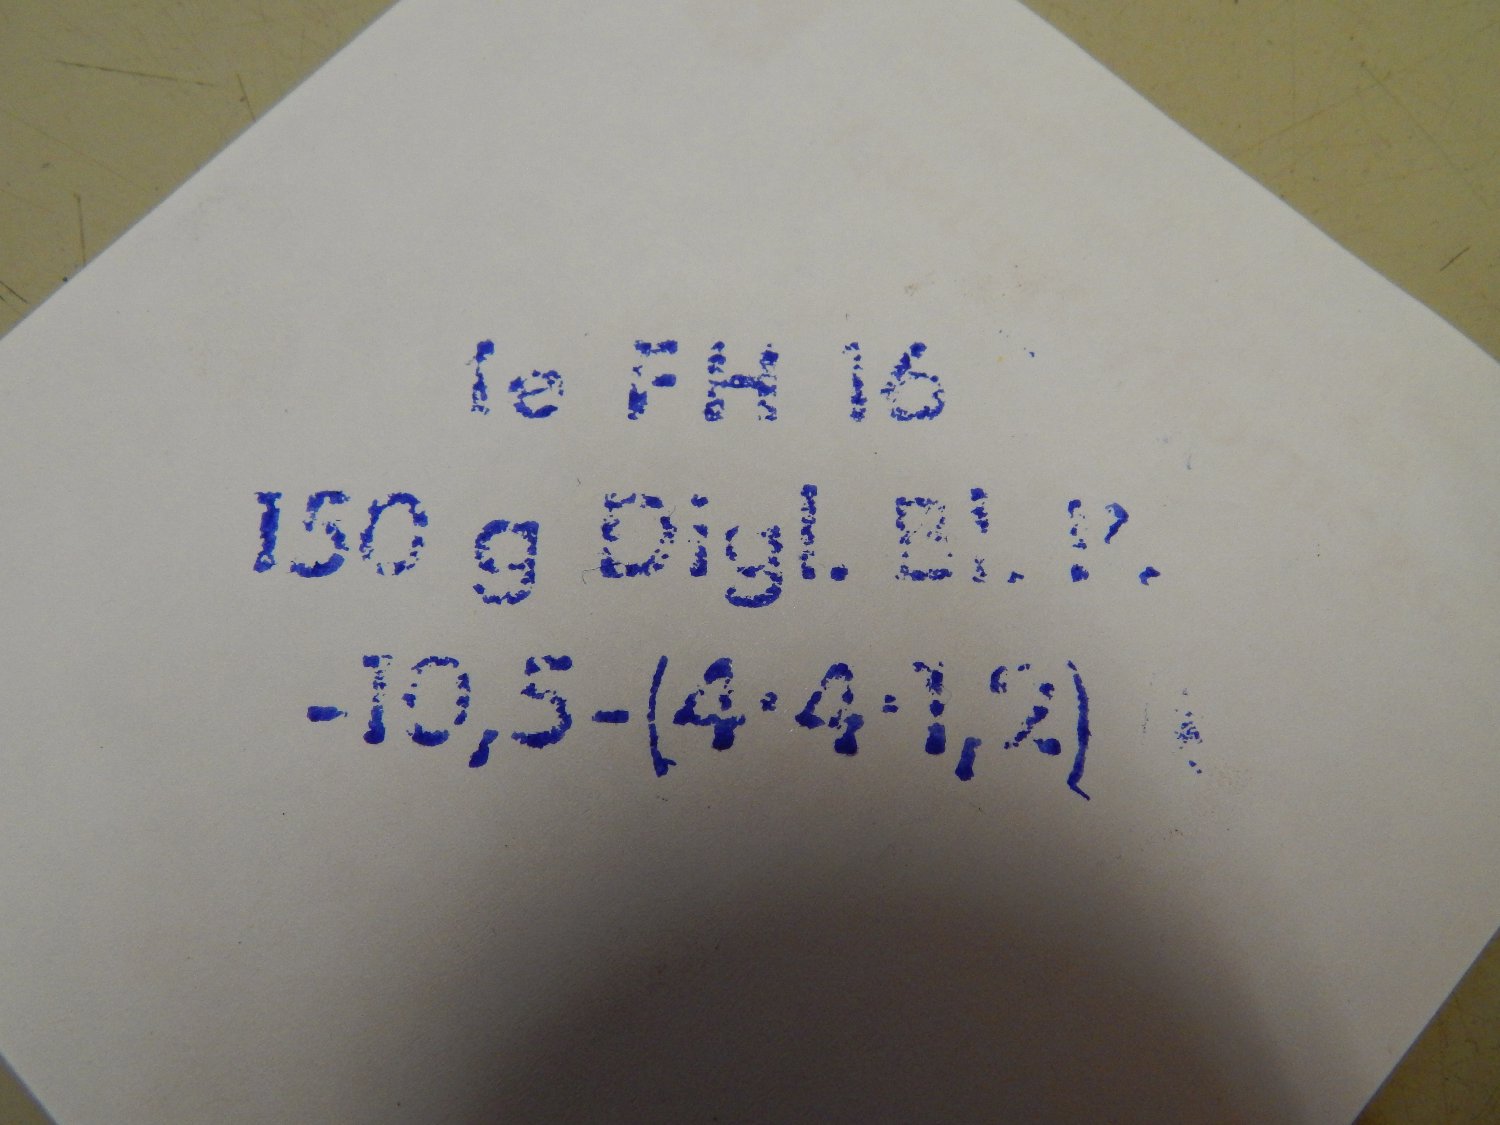 le FH 16
150 g Digl. Bl. P.
-10,5-(4·4·1,2)